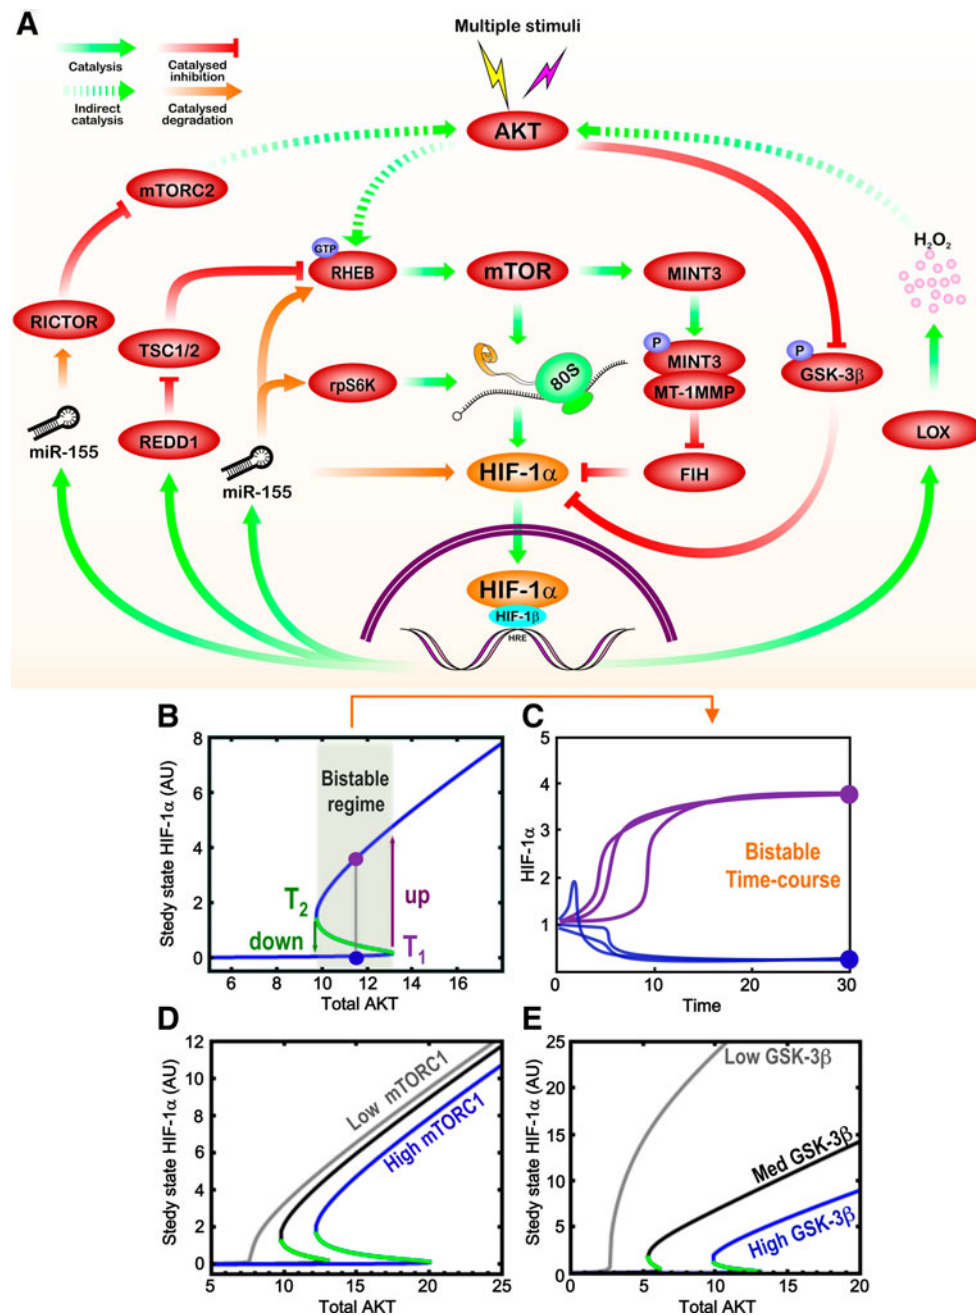 A
Multiple stimuli
Catalysis
Catalysed
inhibition
Indirect
catalysis
Catalysed
degradation
AKT
mTORC2
H₂O₂
GTP
RHEB
mTOR
MINT3
RICTOR
TSC1/2
P
MINT3
MT-1MMP
P
GSK-3β
rpS6K
80S
miR-155
REDD1
LOX
miR-155
HIF-1α
FIH
HIF-1α
HIF-1β
HRE
B
Stedy state HIF-1α (AU)
8
6
4
2
0
Bistable
regime
T₂
down
up
T₁
6 8 10 12 14 16
Total AKT
C
HIF-1α
5
4
3
2
1
Bistable
Time-course
0 10 20 30
Time
D
Stedy state HIF-1α (AU)
12
10
8
6
4
2
0
Low mTORC1
High mTORC1
5 10 15 20 25
Total AKT
E
Stedy state HIF-1α (AU)
25
20
15
10
5
0
Low GSK-3β
Med GSK-3β
High GSK-3β
0 5 10 15 20
Total AKT